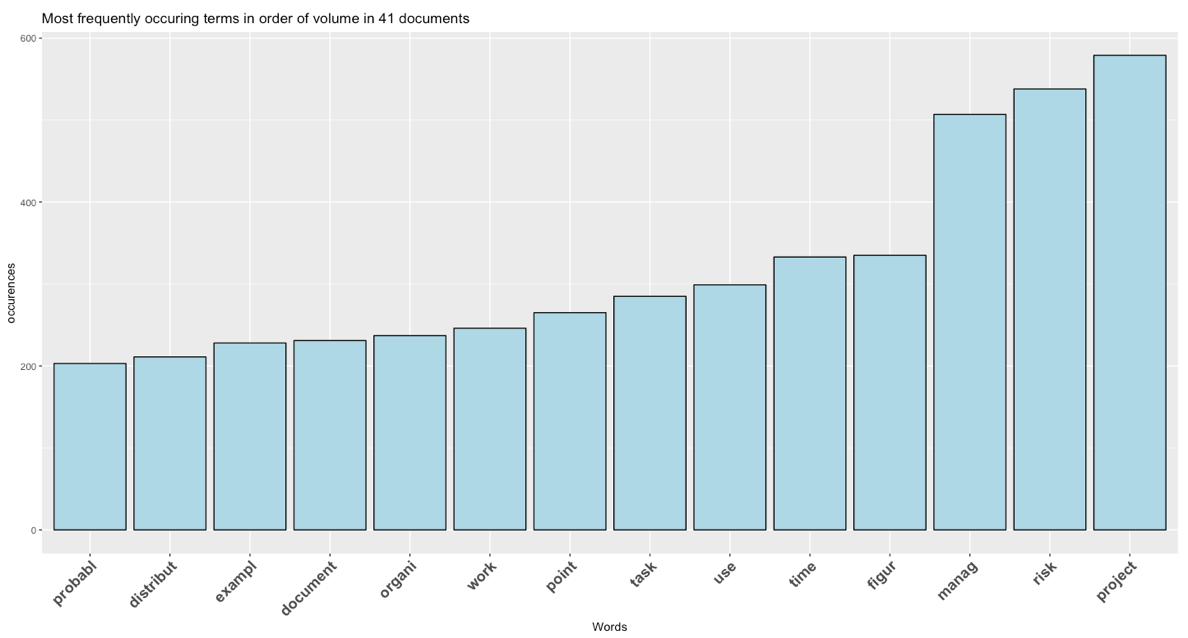 Most frequently occuring terms in order of volume in 41 documents
600
400
200
0
occurences
probabl
distribut
exampl
document
organi
work
point
task
use
time
figur
manag
risk
project
Words